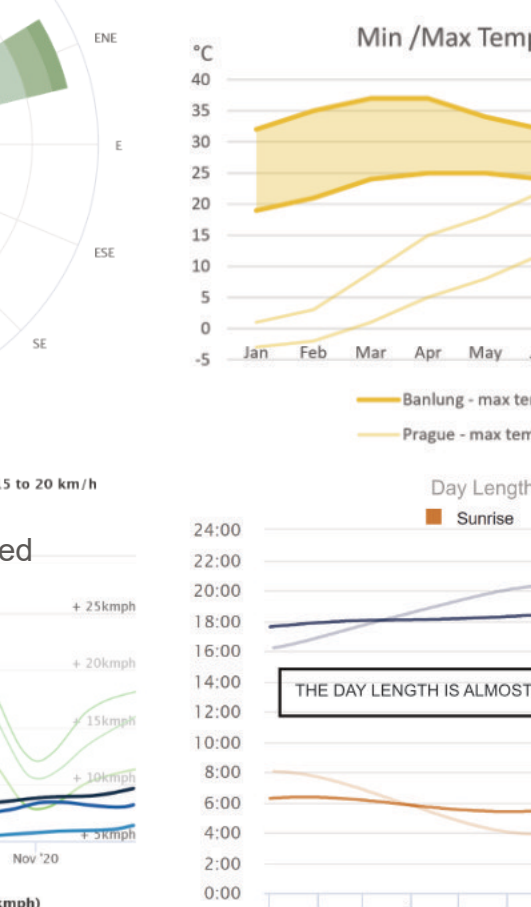 ENE
E
ESE
SE
5 to 20 km/h
ed
+ 25kmph
+ 20kmph
+ 15kmph
+ 10kmph
+ 5kmph
Nov '20
kmph)
Min /Max Temp
°C
40
35
30
25
20
15
10
5
0
-5
Jan Feb Mar Apr May
Banlung - max te
Prague - max tem
Day Length
Sunrise
24:00
22:00
20:00
18:00
16:00
14:00
12:00
10:00
8:00
6:00
4:00
2:00
0:00
THE DAY LENGTH IS ALMOST